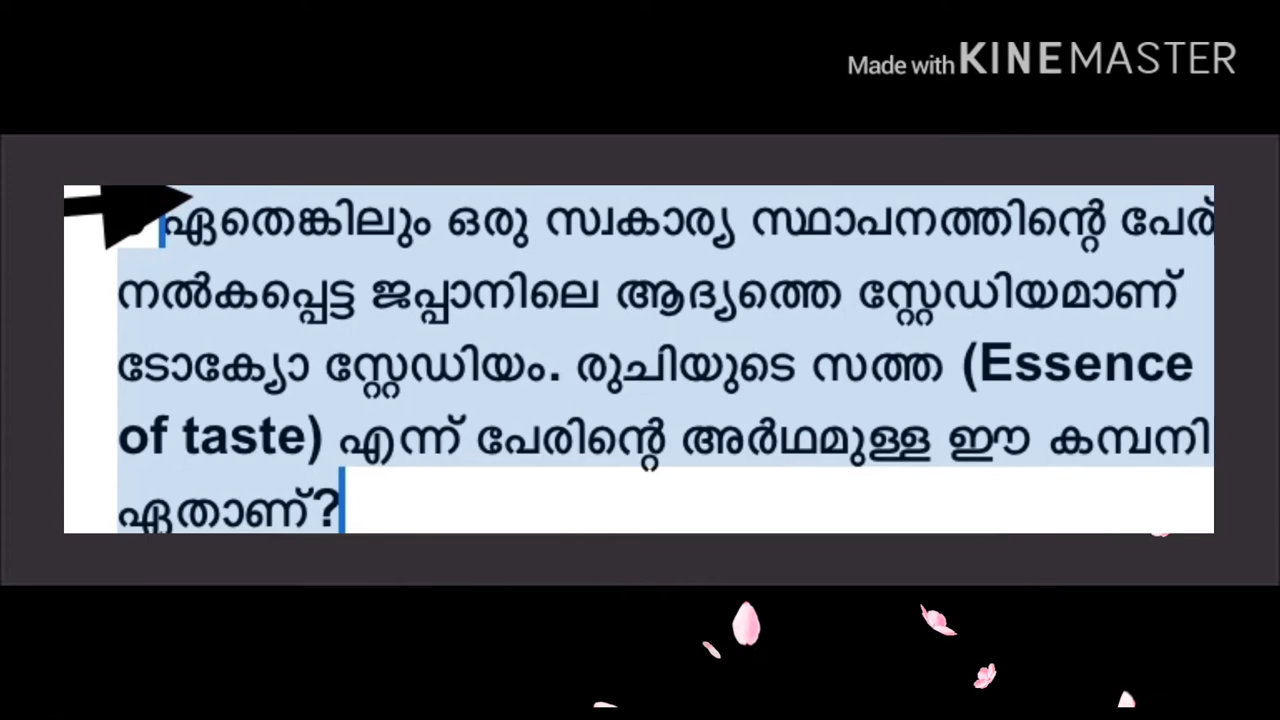 Made with KINEMASTER
ഏതെങ്കിലും ഒരു സ്വകാര്യ സ്ഥാപനത്തിന്റെ പേര്
നൽകപ്പെട്ട ജപ്പാനിലെ ആദ്യത്തെ സ്റ്റേഡിയമാണ്
ടോക്യോ സ്റ്റേഡിയം. രുചിയുടെ സത്ത (Essence
of taste) എന്ന് പേരിന്റെ അർഥമുള്ള ഈ കമ്പനി
ഏതാണ്?